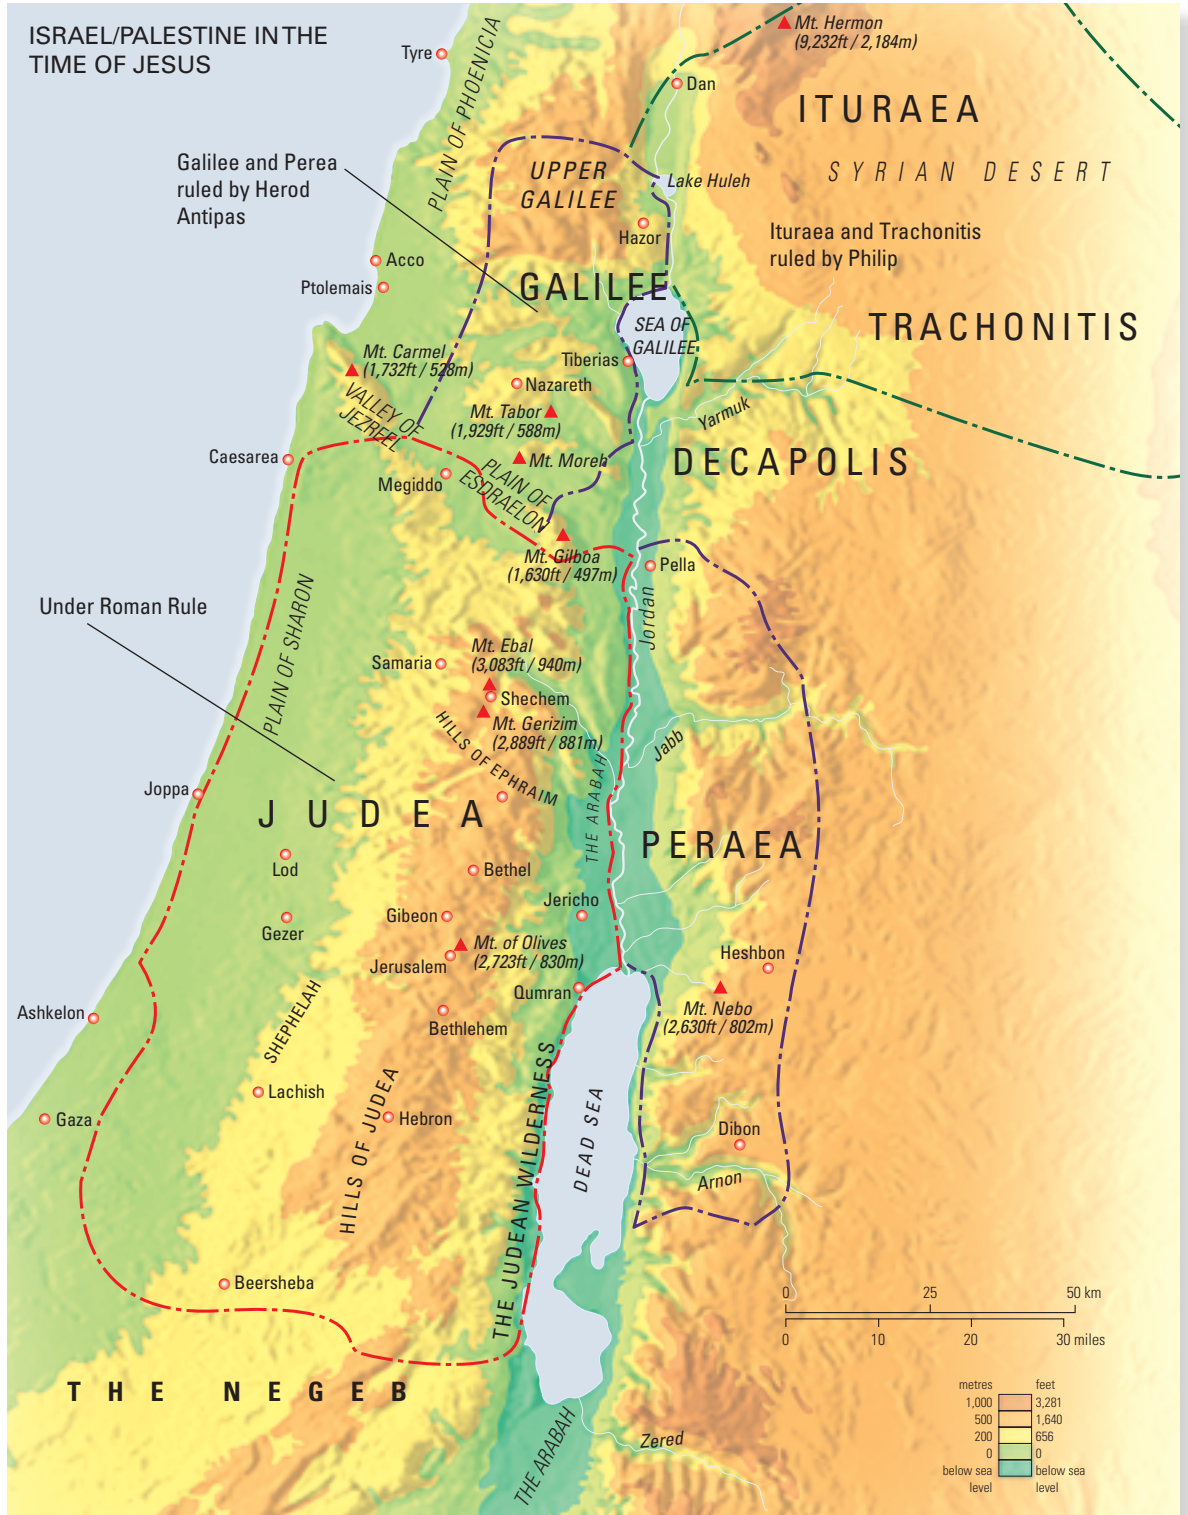 ISRAEL/PALESTINE IN THE
TIME OF JESUS
Mt. Hermon
(9,232ft / 2,184m)
Tyre
PLAIN OF PHOENICIA
Dan
ITURAEA
SYRIAN DESERT
Galilee and Perea
ruled by Herod
Antipas
UPPER
GALILEE
Lake Huleh
Hazor
Ituraea and Trachonitis
ruled by Philip
Acco
Ptolemais
GALILEE
SEA OF
GALILEE
TRACHONITIS
Mt. Carmel
(1,732ft / 528m)
Tiberias
Nazareth
VALLEY OF
JEZREEL
Mt. Tabor
(1,929ft / 588m)
Yarmuk
Caesarea
Megiddo
Mt. Moreh
PLAIN OF
ESDRAELON
DECAPOLIS
Mt. Gilboa
(1,630ft / 497m)
Pella
Jordan
Under Roman Rule
PLAIN OF SHARON
Samaria
Mt. Ebal
(3,083ft / 940m)
Shechem
Mt. Gerizim
(2,889ft / 881m)
HILLS OF EPHRAIM
Jabb
THE ARABAH
Joppa
JUDEA
PERAEA
Lod
Bethel
Gezer
Gibeon
Jericho
Mt. of Olives
(2,723ft / 830m)
Jerusalem
Heshbon
Qumran
Mt. Nebo
(2,630ft / 802m)
Ashkelon
SHEPHELAH
Bethlehem
Lachish
Gaza
HILLS OF JUDEA
Hebron
THE JUDEAN WILDERNESS
DEAD SEA
Dibon
Arnon
Beersheba
0 25 50 km
0 10 20 30 miles
THE NEGEB
THE ARABAH
Zered
metres feet
1,000 3,281
500 1,640
200 656
0 0
below sea below sea
level level